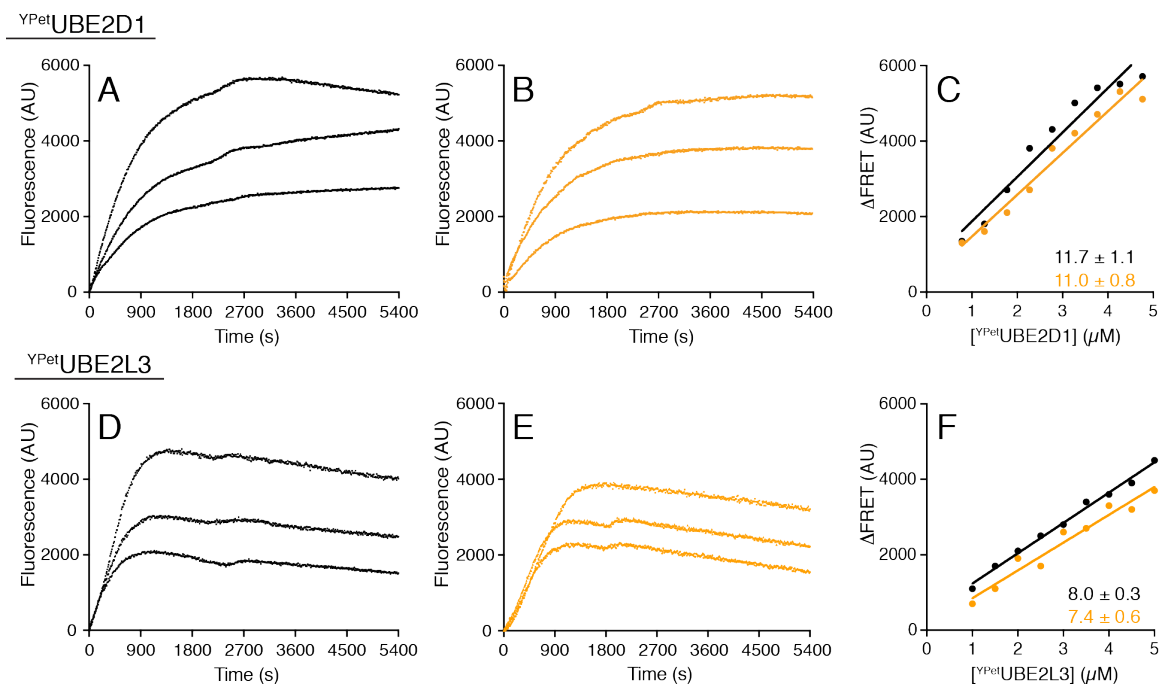 YPetUBE2D1
A
6000
4000
2000
0
Fluorescence (AU)
0 900 1800 2700 3600 4500 5400
Time (s)
B
6000
4000
2000
0
Fluorescence (AU)
0 900 1800 2700 3600 4500 5400
Time (s)
C
6000
4000
2000
0
ΔFRET (AU)
11.7 ± 1.1
11.0 ± 0.8
0 1 2 3 4 5
[YPetUBE2D1] (µM)
YPetUBE2L3
D
6000
4000
2000
0
Fluorescence (AU)
0 900 1800 2700 3600 4500 5400
Time (s)
E
6000
4000
2000
0
Fluorescence (AU)
0 900 1800 2700 3600 4500 5400
Time (s)
F
6000
4000
2000
0
ΔFRET (AU)
8.0 ± 0.3
7.4 ± 0.6
0 1 2 3 4 5
[YPetUBE2L3] (µM)